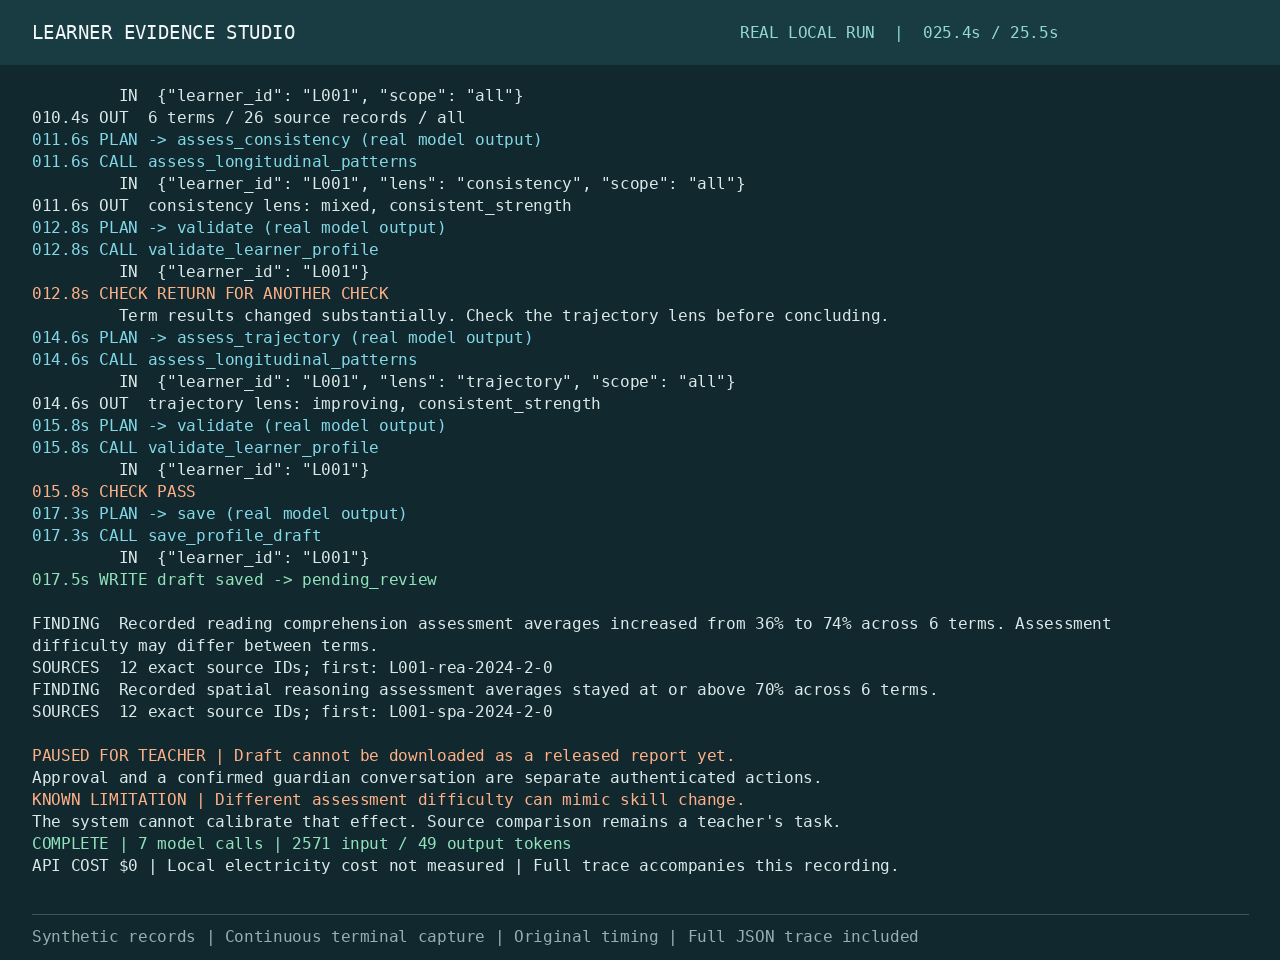 LEARNER EVIDENCE STUDIO
REAL LOCAL RUN | 025.4s / 25.5s
IN {"learner_id": "L001", "scope": "all"}
010.4s OUT 6 terms / 26 source records / all
011.6s PLAN -> assess_consistency (real model output)
011.6s CALL assess_longitudinal_patterns
IN {"learner_id": "L001", "lens": "consistency", "scope": "all"}
011.6s OUT consistency lens: mixed, consistent_strength
012.8s PLAN -> validate (real model output)
012.8s CALL validate_learner_profile
IN {"learner_id": "L001"}
012.8s CHECK RETURN FOR ANOTHER CHECK
Term results changed substantially. Check the trajectory lens before concluding.
014.6s PLAN -> assess_trajectory (real model output)
014.6s CALL assess_longitudinal_patterns
IN {"learner_id": "L001", "lens": "trajectory", "scope": "all"}
014.6s OUT trajectory lens: improving, consistent_strength
015.8s PLAN -> validate (real model output)
015.8s CALL validate_learner_profile
IN {"learner_id": "L001"}
015.8s CHECK PASS
017.3s PLAN -> save (real model output)
017.3s CALL save_profile_draft
IN {"learner_id": "L001"}
017.5s WRITE draft saved -> pending_review
FINDING Recorded reading comprehension assessment averages increased from 36% to 74% across 6 terms. Assessment
difficulty may differ between terms.
SOURCES 12 exact source IDs; first: L001-rea-2024-2-0
FINDING Recorded spatial reasoning assessment averages stayed at or above 70% across 6 terms.
SOURCES 12 exact source IDs; first: L001-spa-2024-2-0
PAUSED FOR TEACHER | Draft cannot be downloaded as a released report yet.
Approval and a confirmed guardian conversation are separate authenticated actions.
KNOWN LIMITATION | Different assessment difficulty can mimic skill change.
The system cannot calibrate that effect. Source comparison remains a teacher's task.
COMPLETE | 7 model calls | 2571 input / 49 output tokens
API COST $0 | Local electricity cost not measured | Full trace accompanies this recording.
Synthetic records | Continuous terminal capture | Original timing | Full JSON trace included